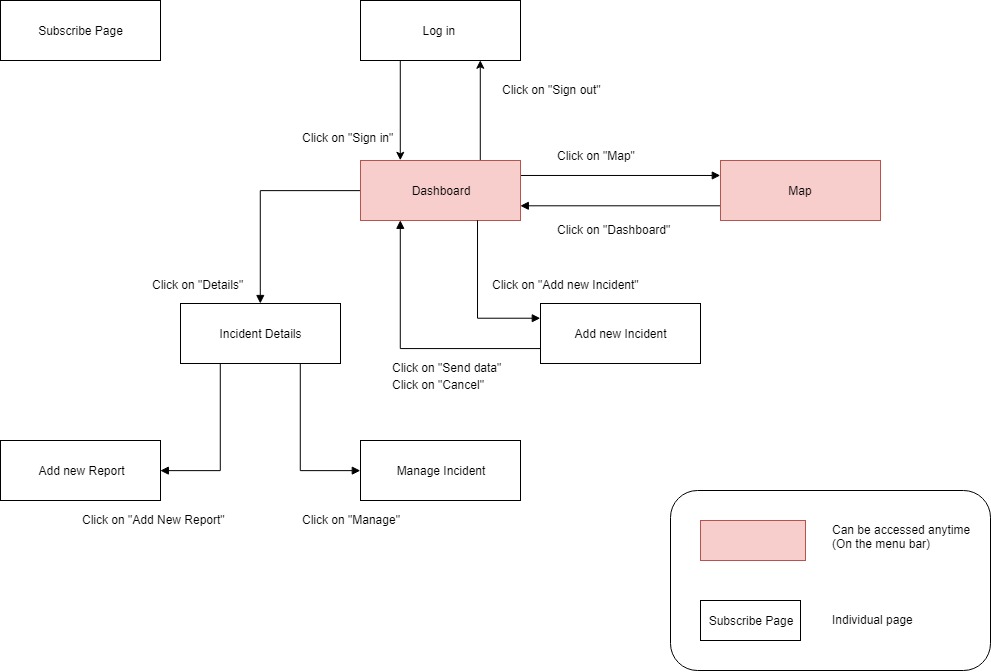 Subscribe Page
Log in
Click on "Sign out"
Click on "Sign in"
Click on "Map"
Dashboard
Map
Click on "Dashboard"
Click on "Details"
Click on "Add new Incident"
Incident Details
Add new Incident
Click on "Send data"
Click on "Cancel"
Add new Report
Manage Incident
Click on "Add New Report"
Click on "Manage"
Can be accessed anytime
(On the menu bar)
Subscribe Page
Individual page